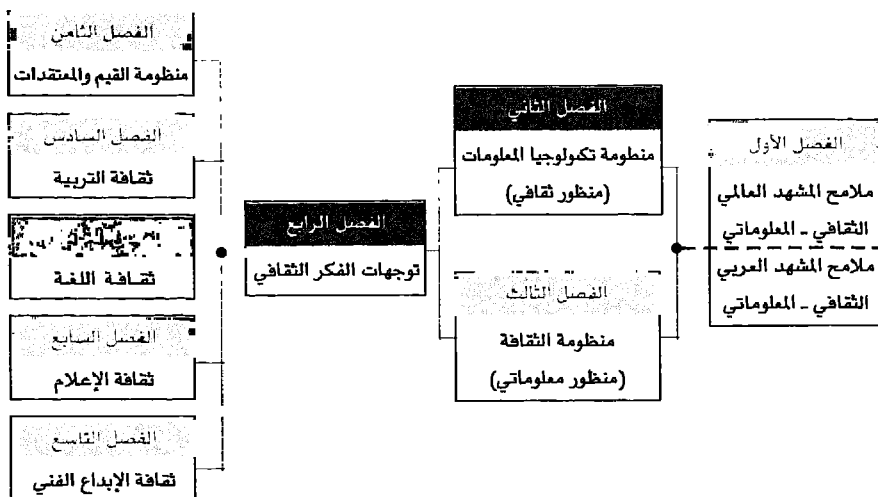 الفصل الأول
ملامح المشهد العالمي
الثقافي ـ المعلوماتي
ملامح المشهد العربي
الثقافي ـ المعلوماتي
الفصل الثاني
منظومة تكنولوجيا المعلومات
(منظور ثقافي)
الفصل الثالث
منظومة الثقافة
(منظور معلوماتي)
الفصل الرابع
توجهات الفكر الثقافي
الفصل الثامن
منظومة القيم والمعتقدات
الفصل السادس
ثقافة التربية
ثقافة اللغة
الفصل السابع
ثقافة الإعلام
الفصل التاسع
ثقافة الإبداع الفني